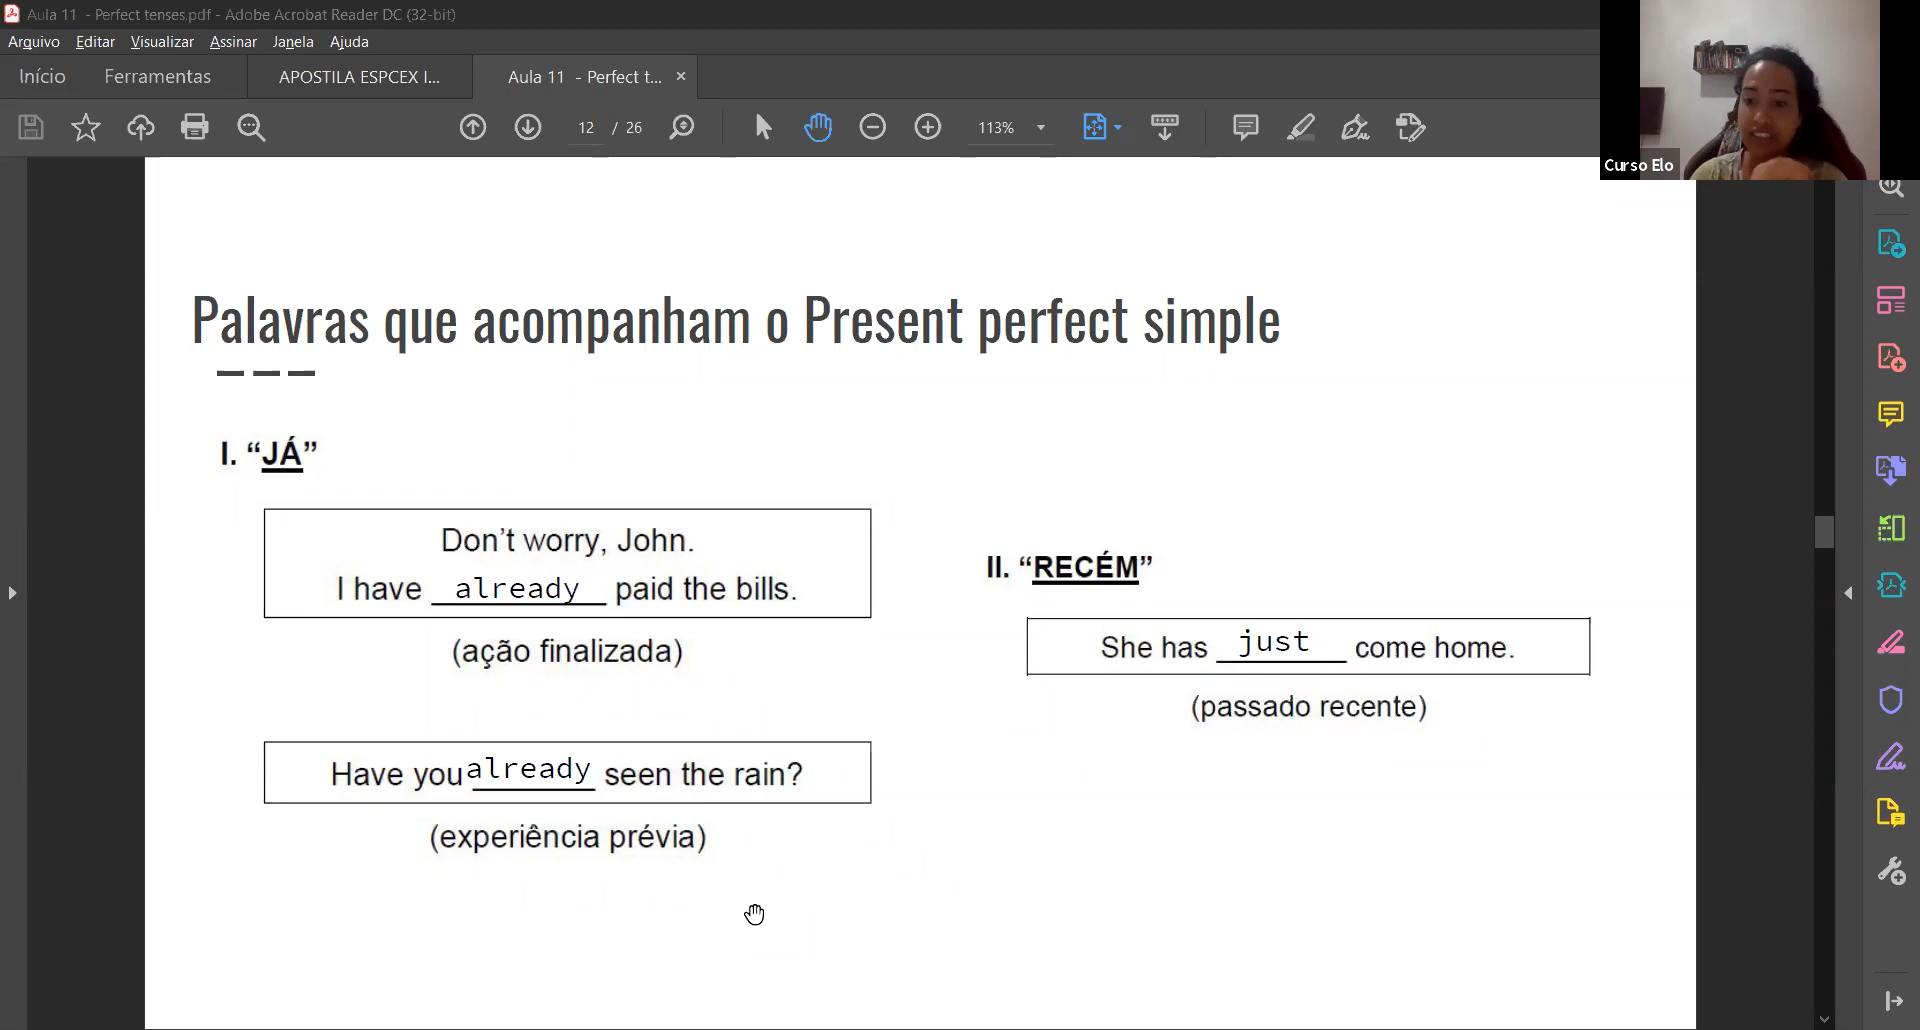 Aula 11 - Perfect tenses.pdf - Adobe Acrobat Reader DC (32-bit)
Arquivo Editar Visualizar Assinar Janela Ajuda
Início Ferramentas APOSTILA ESPCEX I... Aula 11 - Perfect t... ×
12 / 26 113%
Curso Elo
Palavras que acompanham o Present perfect simple
I. “JÁ”
Don’t worry, John.
I have already paid the bills.
(ação finalizada)
Have you already seen the rain?
(experiência prévia)
II. “RECÉM”
She has just come home.
(passado recente)